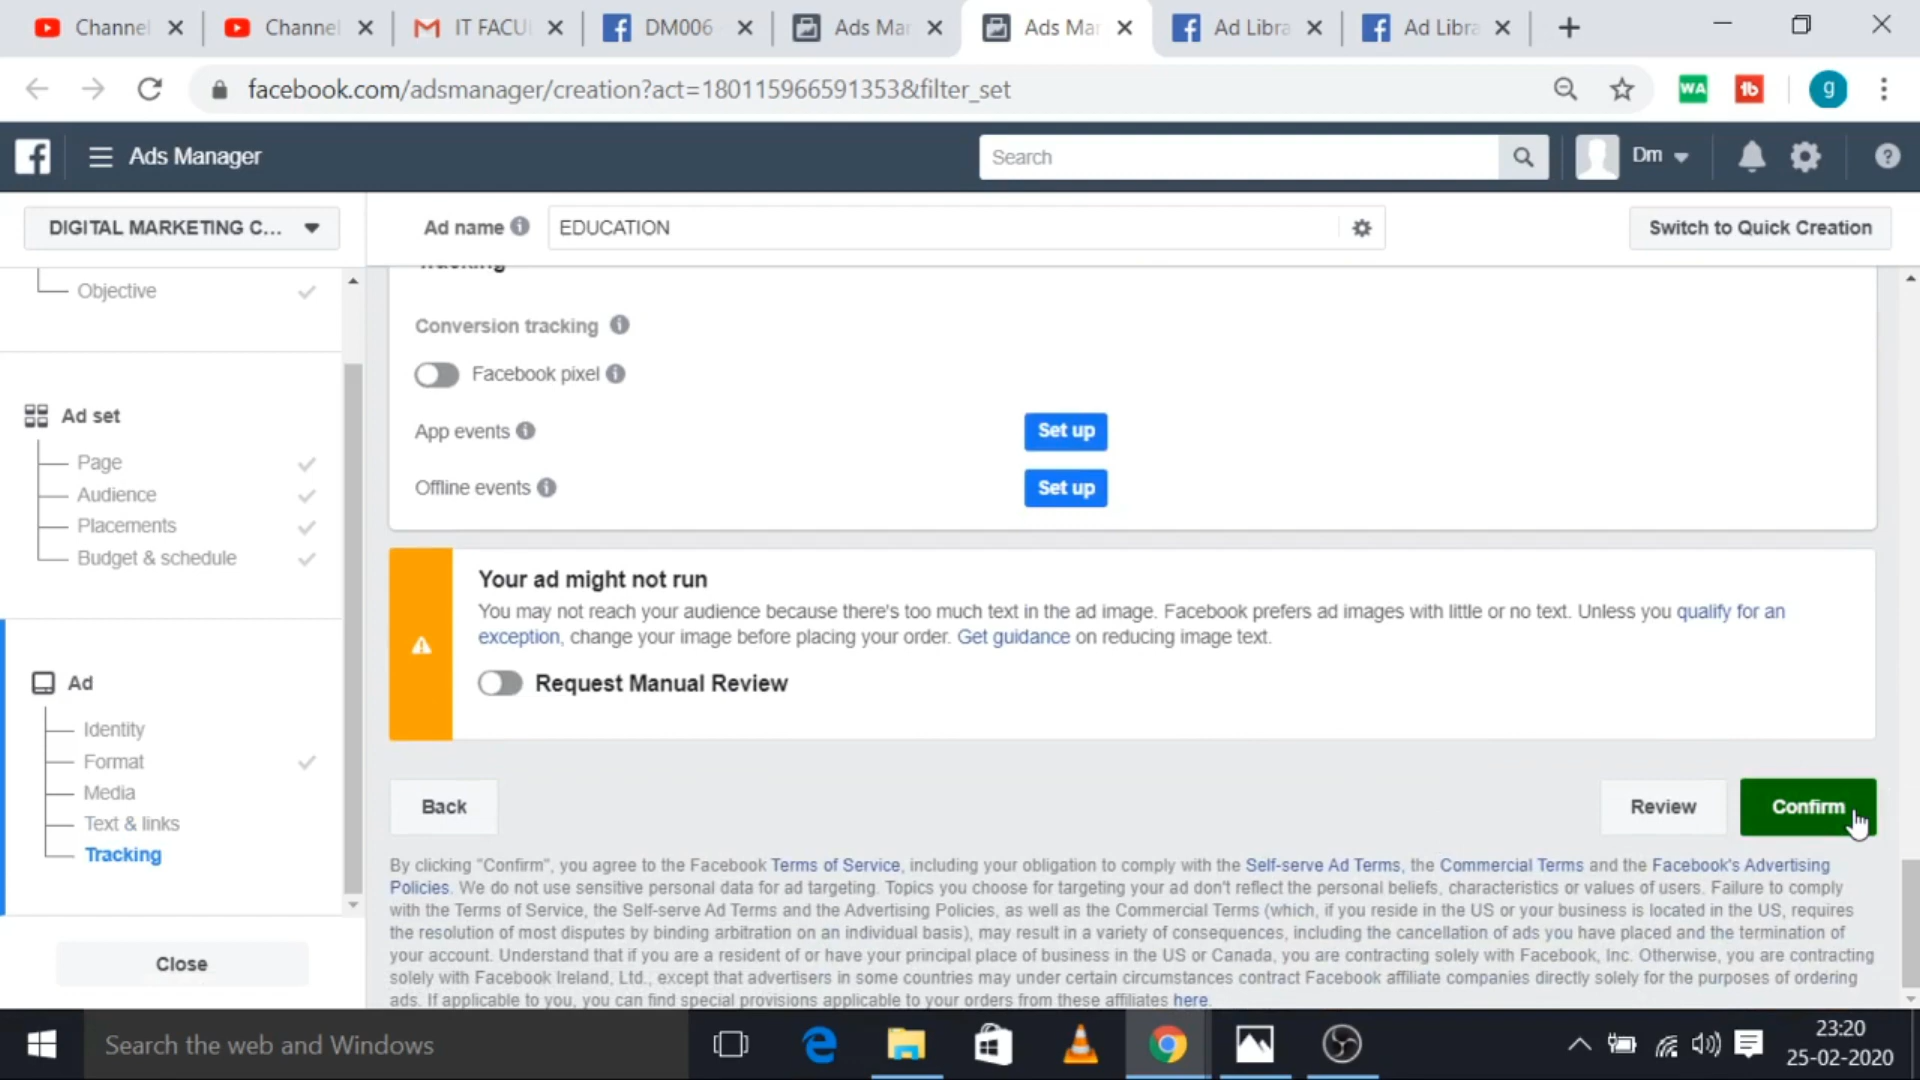 Channel
Channel
IT FACU
DM006
Ads Mar
Ads Mar
Ad Libra
Ad Libra
facebook.com/adsmanager/creation?act=180115966591353&filter_set
WA
g
Ads Manager
Search
Dm
DIGITAL MARKETING C...
Ad name
EDUCATION
Switch to Quick Creation
Objective
Tracking
Conversion tracking
Facebook pixel
App events
Set up
Offline events
Set up
Ad set
Page
Audience
Placements
Budget & schedule
Your ad might not run
You may not reach your audience because there's too much text in the ad image. Facebook prefers ad images with little or no text. Unless you qualify for an
exception, change your image before placing your order. Get guidance on reducing image text.
Request Manual Review
Ad
Identity
Format
Media
Text & links
Tracking
Close
Back
Review
Confirm
By clicking "Confirm", you agree to the Facebook Terms of Service, including your obligation to comply with the Self-serve Ad Terms, the Commercial Terms and the Facebook's Advertising
Policies. We do not use sensitive personal data for ad targeting. Topics you choose for targeting your ad don't reflect the personal beliefs, characteristics or values of users. Failure to comply
with the Terms of Service, the Self-serve Ad Terms and the Advertising Policies, as well as the Commercial Terms (which, if you reside in the US or your business is located in the US, requires
the resolution of most disputes by binding arbitration on an individual basis), may result in a variety of consequences, including the cancellation of ads you have placed and the termination of
your account. Understand that if you are a resident of or have your principal place of business in the US or Canada, you are contracting solely with Facebook, Inc. Otherwise, you are contracting
solely with Facebook Ireland, Ltd., except that advertisers in some countries may under certain circumstances contract Facebook affiliate companies directly solely for the purposes of ordering
ads. If applicable to you, you can find special provisions applicable to your orders from these affiliates here.
Search the web and Windows
23:20
25-02-2020